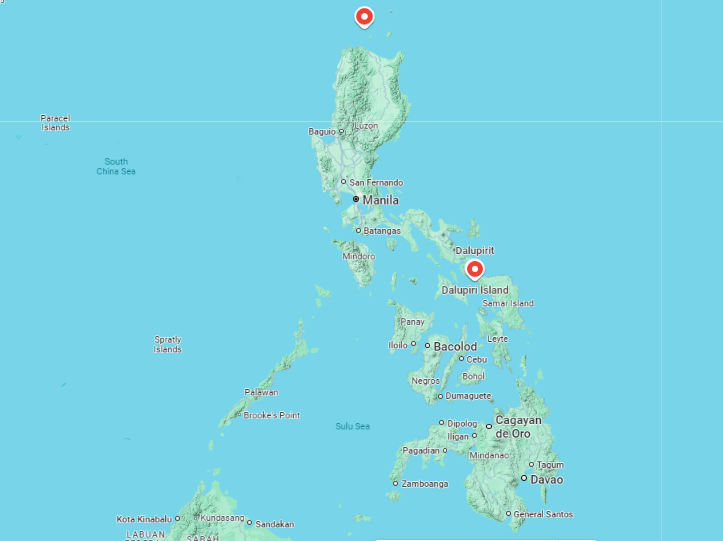 Paracel
Islands
South
China Sea
Baguio
Luzon
San Fernando
Manila
Batangas
Mindoro
Dalupirit
Dalupiri Island
Samar Island
Panay
Spratly
Islands
Iloilo
Bacolod
Leyte
Cebu
Negros
Bohol
Palawan
Dumaguete
Brooke's Point
Sulu Sea
Dipolog
Cagayan
de Oro
Iligan
Pagadian
Mindanao
Tagum
Zamboanga
Davao
General Santos
Kota Kinabalu
Kundasang
Sandakan
LABUAN
SABAH